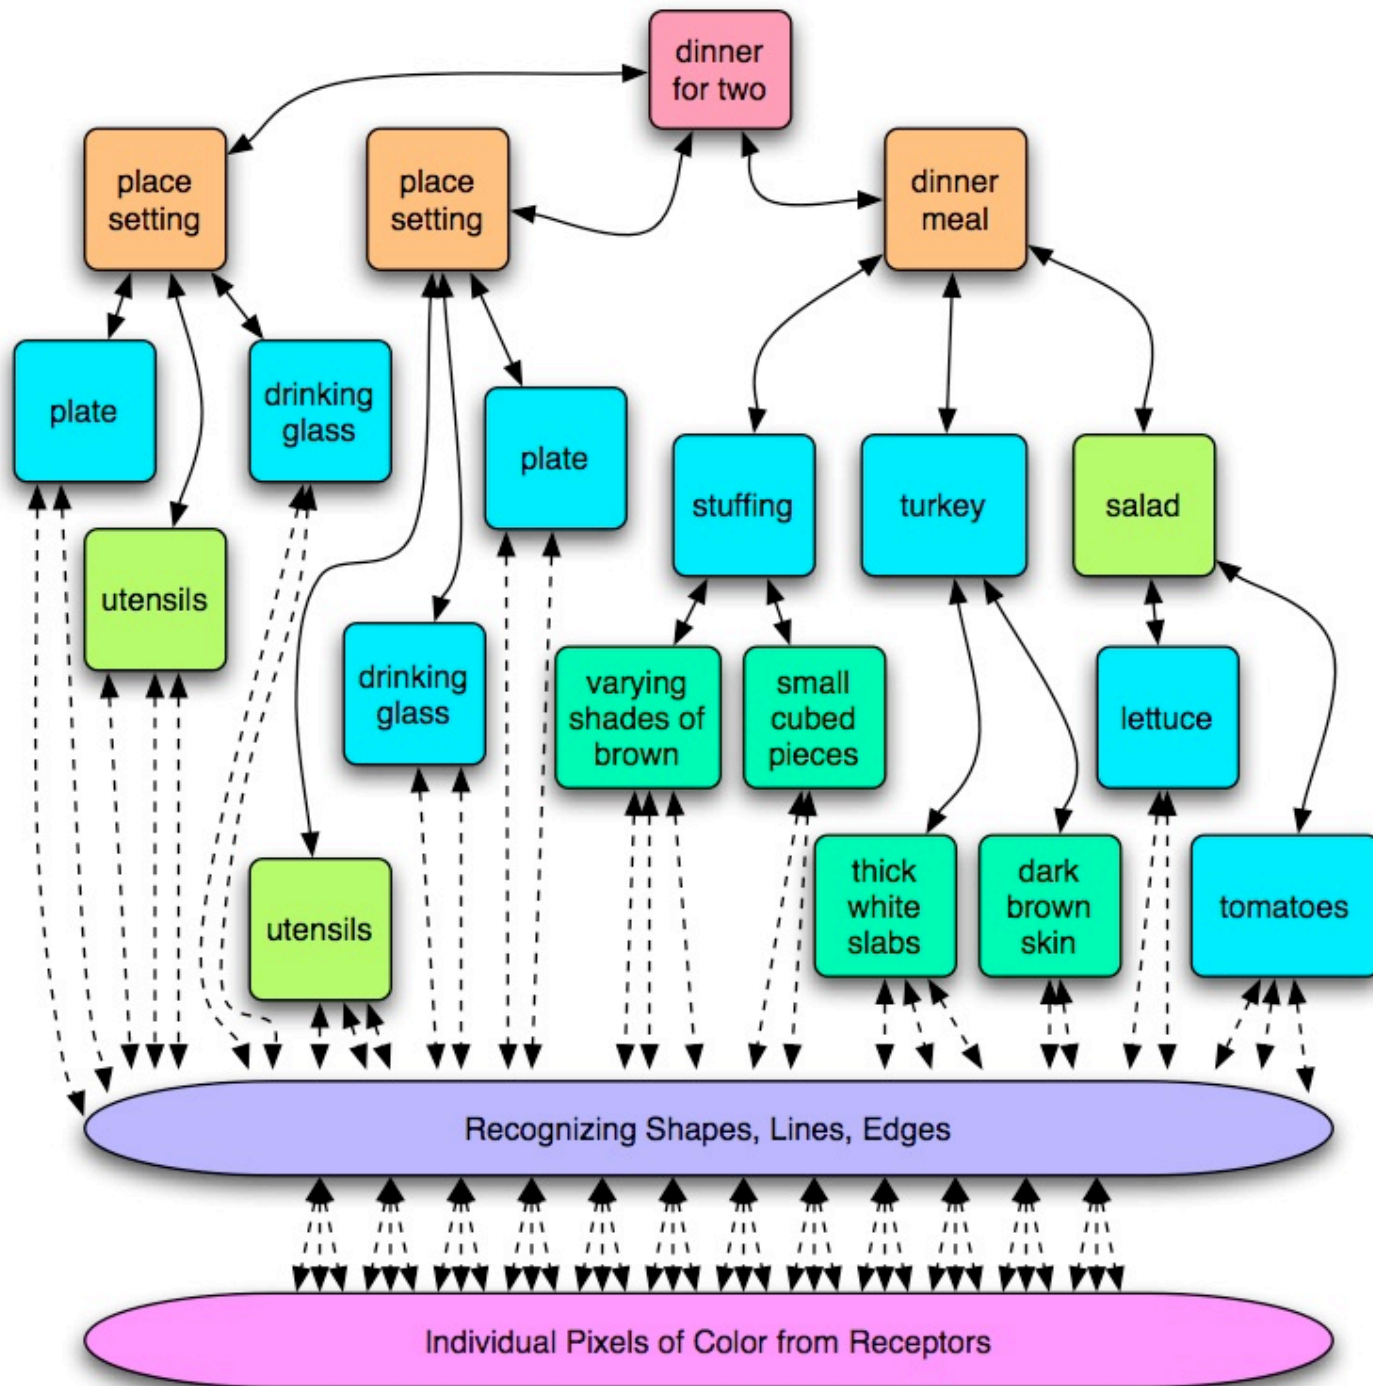 dinner
for two
place
setting
place
setting
dinner
meal
plate
drinking
glass
plate
stuffing
turkey
salad
utensils
drinking
glass
varying
shades of
brown
small
cubed
pieces
lettuce
utensils
thick
white
slabs
dark
brown
skin
tomatoes
Recognizing Shapes, Lines, Edges
Individual Pixels of Color from Receptors